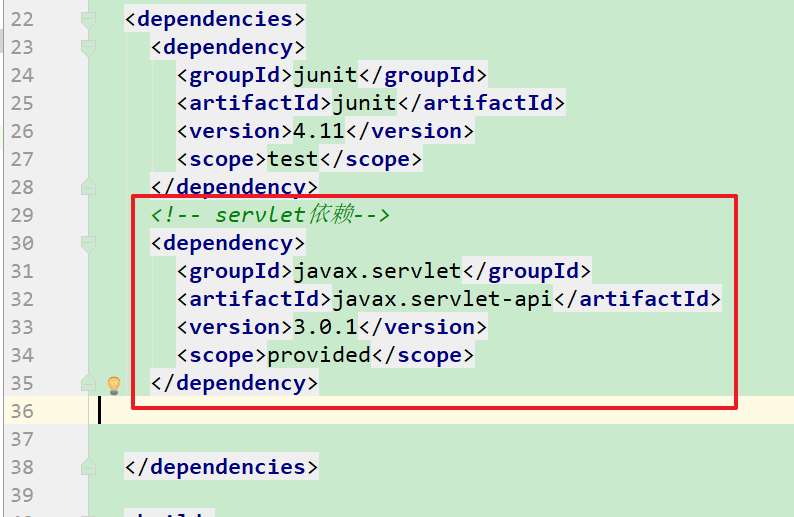 22 <dependencies>
23 <dependency>
24 <groupId>junit</groupId>
25 <artifactId>junit</artifactId>
26 <version>4.11</version>
27 <scope>test</scope>
28 </dependency>
29 <!-- servlet依赖-->
30 <dependency>
31 <groupId>javax.servlet</groupId>
32 <artifactId>javax.servlet-api</artifactId>
33 <version>3.0.1</version>
34 <scope>provided</scope>
35 </dependency>
36
37
38 </dependencies>
39